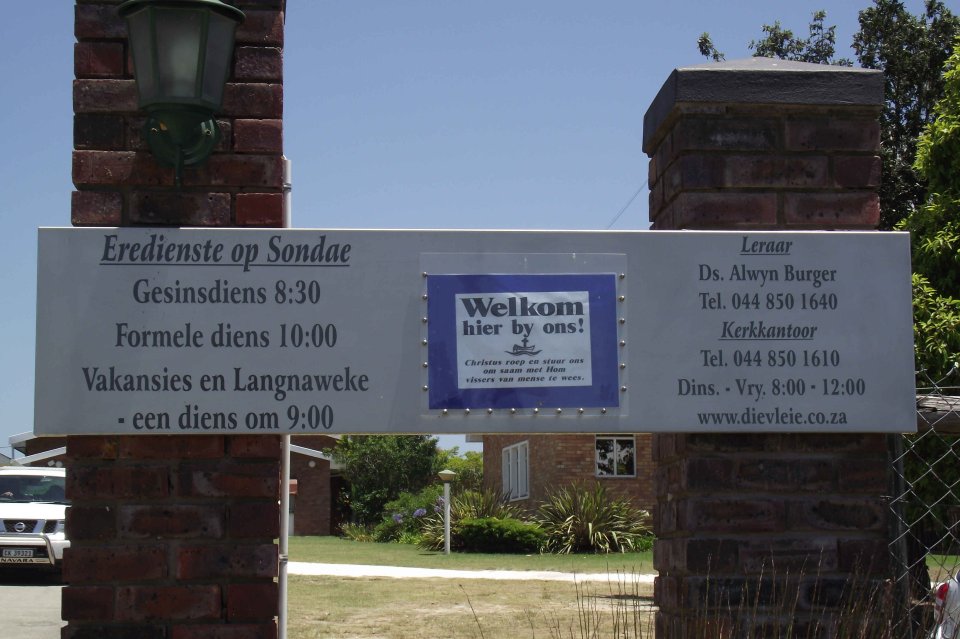 Eredienste op Sondae
Gesinsdiens 8:30
Formele diens 10:00
Vakansies en Langnaweke
- een diens om 9:00
Welkom
hier by ons!
Christus roep en stuur ons
om saam met Hom
vissers van mense te wees.
Leraar
Ds. Alwyn Burger
Tel. 044 850 1640
Kerkkantoor
Tel. 044 850 1610
Dins. - Vry. 8:00 - 12:00
www.dievleie.co.za
NAVARA